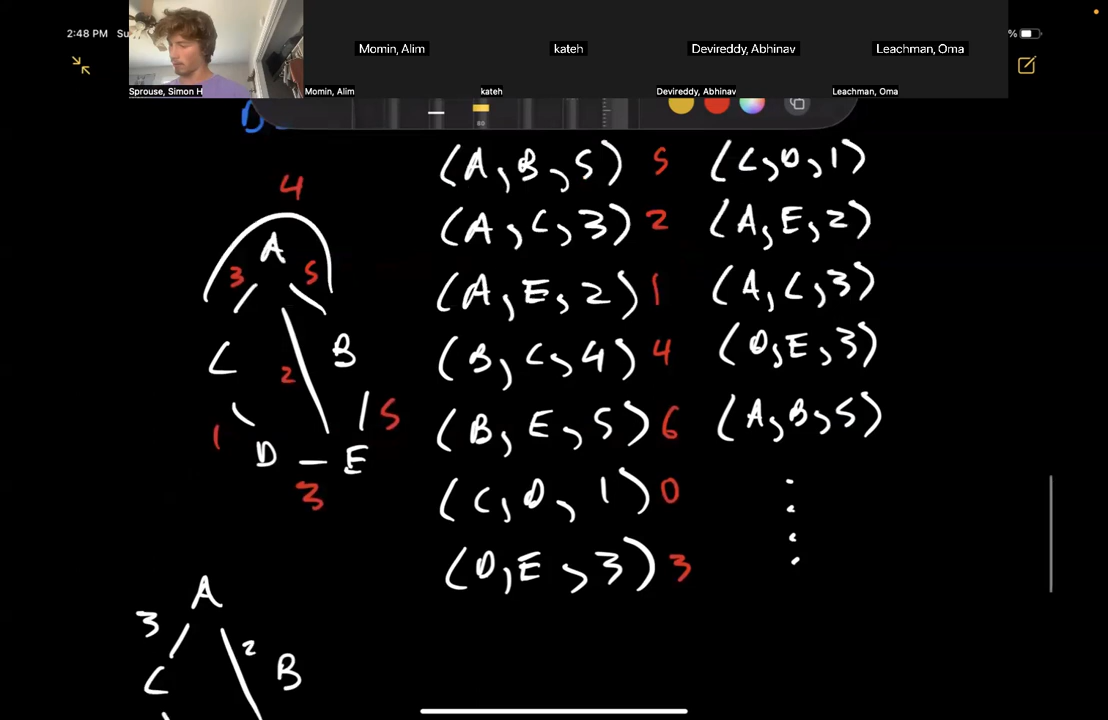 2:48 PM Su
%
Momin, Alim
kateh
Devireddy, Abhinav
Leachman, Oma
Sprouse, Simon H
Momin, Alim
kateh
Devireddy, Abhinav
Leachman, Oma
80
D
4
A
3 5
C
2
B
1
5
D — E
3
(A, B, 5) 5
(A, C, 3) 2
(A, E, 2) 1
(B, C, 4) 4
(B, E, 5) 6
(C, D, 1) 0
(D, E, 3) 3
(C, D, 1)
(A, E, 2)
(A, C, 3)
(D, E, 3)
(A, B, 5)
A
3
2
B
C